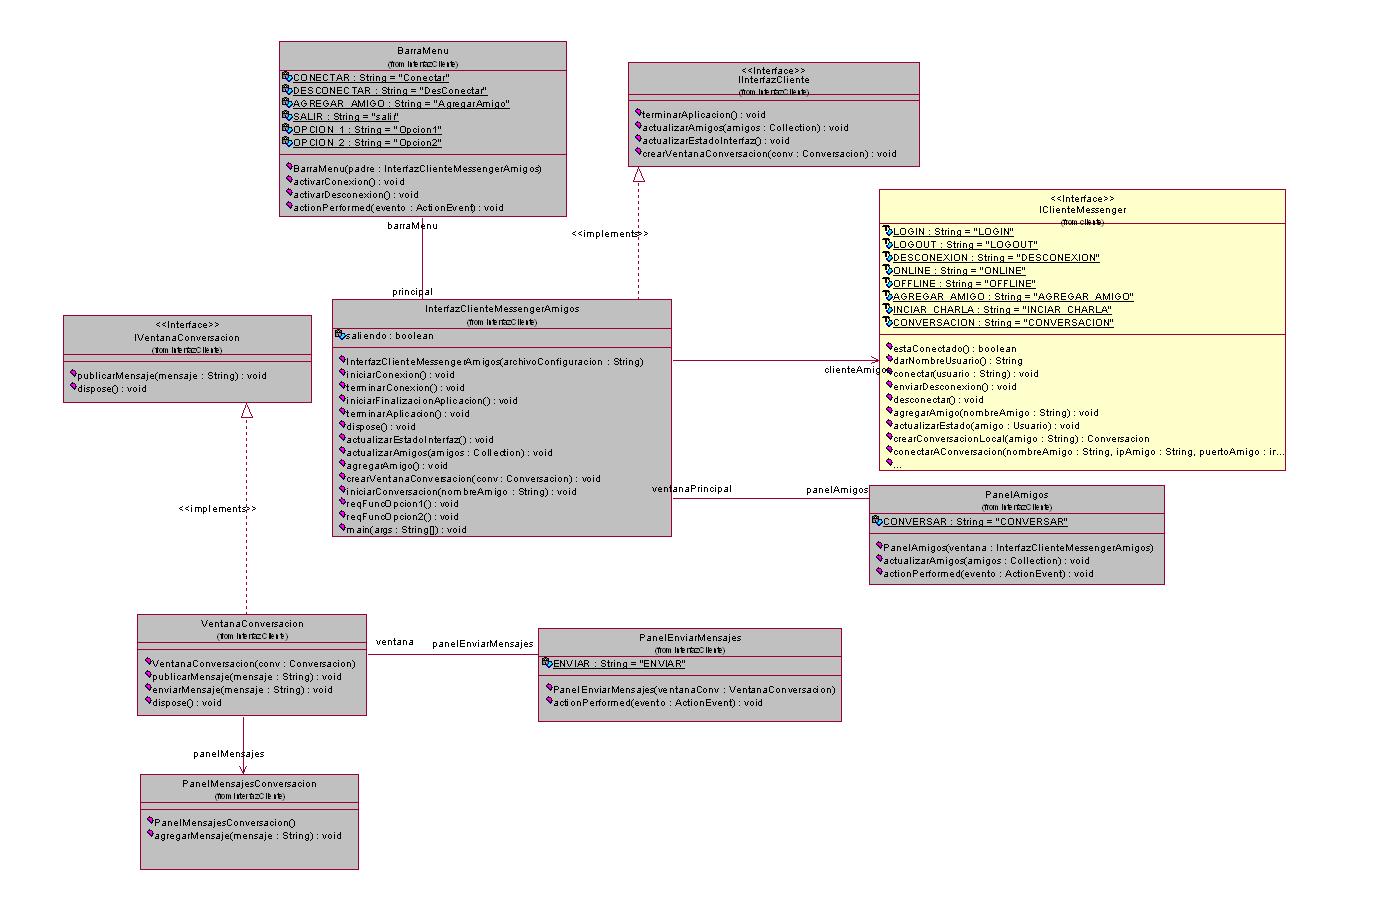 BarraMenu
(from InterfazCliente)
CONECTAR : String = "Conectar"
DESCONECTAR : String = "DesConectar"
AGREGAR_AMIGO : String = "AgregarAmigo"
SALIR : String = "salir"
OPCION_1 : String = "Opcion1"
OPCION_2 : String = "Opcion2"
BarraMenu(padre : InterfazClienteMessengerAmigos)
activarConexion() : void
activarDesconexion() : void
actionPerformed(evento : ActionEvent) : void
<<Interface>>
IInterfazCliente
(from InterfazCliente)
terminarAplicacion() : void
actualizarAmigos(amigos : Collection) : void
actualizarEstadoInterfaz() : void
crearVentanaConversacion(conv : Conversacion) : void
<<Interface>>
IClienteMessenger
(from cliente)
LOGIN : String = "LOGIN"
LOGOUT : String = "LOGOUT"
DESCONEXION : String = "DESCONEXION"
ONLINE : String = "ONLINE"
OFFLINE : String = "OFFLINE"
AGREGAR_AMIGO : String = "AGREGAR_AMIGO"
INCIAR_CHARLA : String = "INCIAR_CHARLA"
CONVERSACION : String = "CONVERSACION"
estaConectado() : boolean
darNombreUsuario() : String
conectar(usuario : String) : void
enviarDesconexion() : void
desconectar() : void
agregarAmigo(nombreAmigo : String) : void
actualizarEstado(amigo : Usuario) : void
crearConversacionLocal(amigo : String) : Conversacion
conectarAConversacion(nombreAmigo : String, ipAmigo : String, puertoAmigo : ir...
...
barraMenu
<<implements>>
principal
InterfazClienteMessengerAmigos
(from InterfazCliente)
saliendo : boolean
InterfazClienteMessengerAmigos(archivoConfiguracion : String)
iniciarConexion() : void
terminarConexion() : void
iniciarFinalizacionAplicacion() : void
terminarAplicacion() : void
dispose() : void
actualizarEstadoInterfaz() : void
actualizarAmigos(amigos : Collection) : void
agregarAmigo() : void
crearVentanaConversacion(conv : Conversacion) : void
iniciarConversacion(nombreAmigo : String) : void
reqFuncOpcion1() : void
reqFuncOpcion2() : void
main(args : String[]) : void
clienteAmigos
<<Interface>>
IVentanaConversacion
(from InterfazCliente)
publicarMensaje(mensaje : String) : void
dispose() : void
ventanaPrincipal
panelAmigos
PanelAmigos
(from InterfazCliente)
CONVERSAR : String = "CONVERSAR"
PanelAmigos(ventana : InterfazClienteMessengerAmigos)
actualizarAmigos(amigos : Collection) : void
actionPerformed(evento : ActionEvent) : void
<<implements>>
VentanaConversacion
(from InterfazCliente)
VentanaConversacion(conv : Conversacion)
publicarMensaje(mensaje : String) : void
enviarMensaje(mensaje : String) : void
dispose() : void
ventana
panelEnviarMensajes
PanelEnviarMensajes
(from InterfazCliente)
ENVIAR : String = "ENVIAR"
PanelEnviarMensajes(ventanaConv : VentanaConversacion)
actionPerformed(evento : ActionEvent) : void
panelMensajes
PanelMensajesConversacion
(from InterfazCliente)
PanelMensajesConversacion()
agregarMensaje(mensaje : String) : void